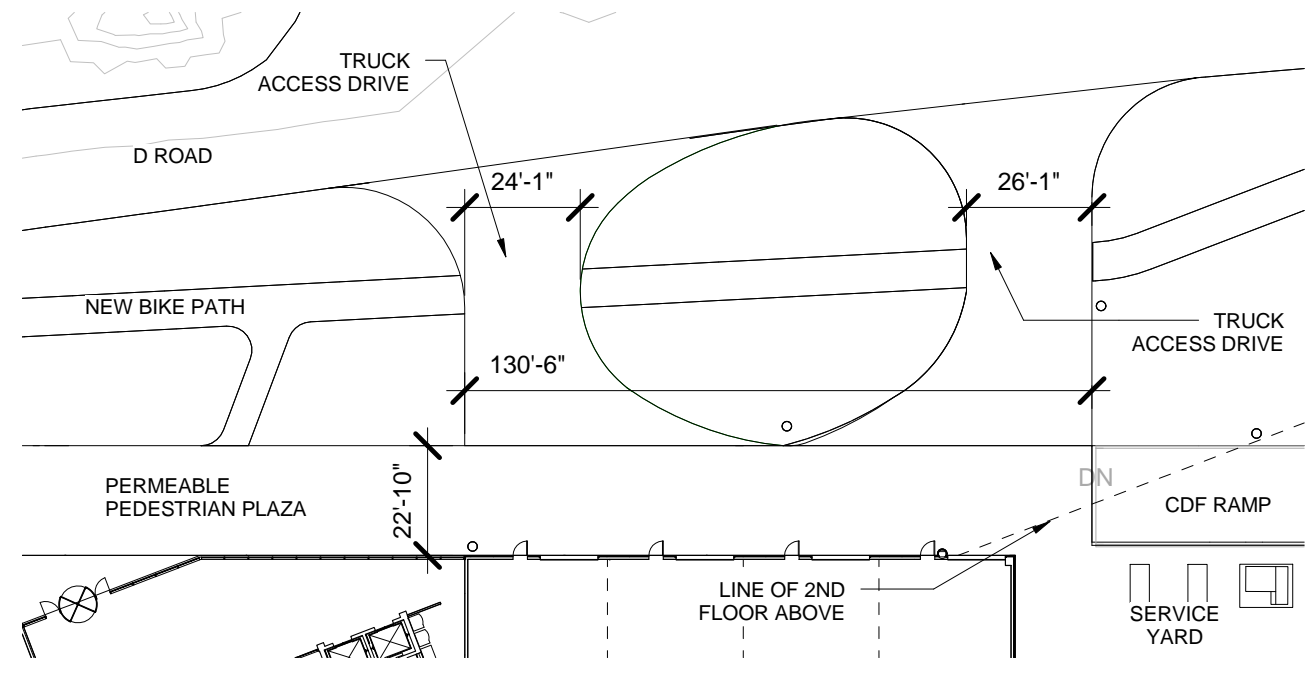 TRUCK
ACCESS DRIVE
D ROAD
24'-1"
26'-1"
NEW BIKE PATH
TRUCK
ACCESS DRIVE
130'-6"
22'-10"
PERMEABLE
PEDESTRIAN PLAZA
DN
CDF RAMP
LINE OF 2ND
FLOOR ABOVE
SERVICE
YARD